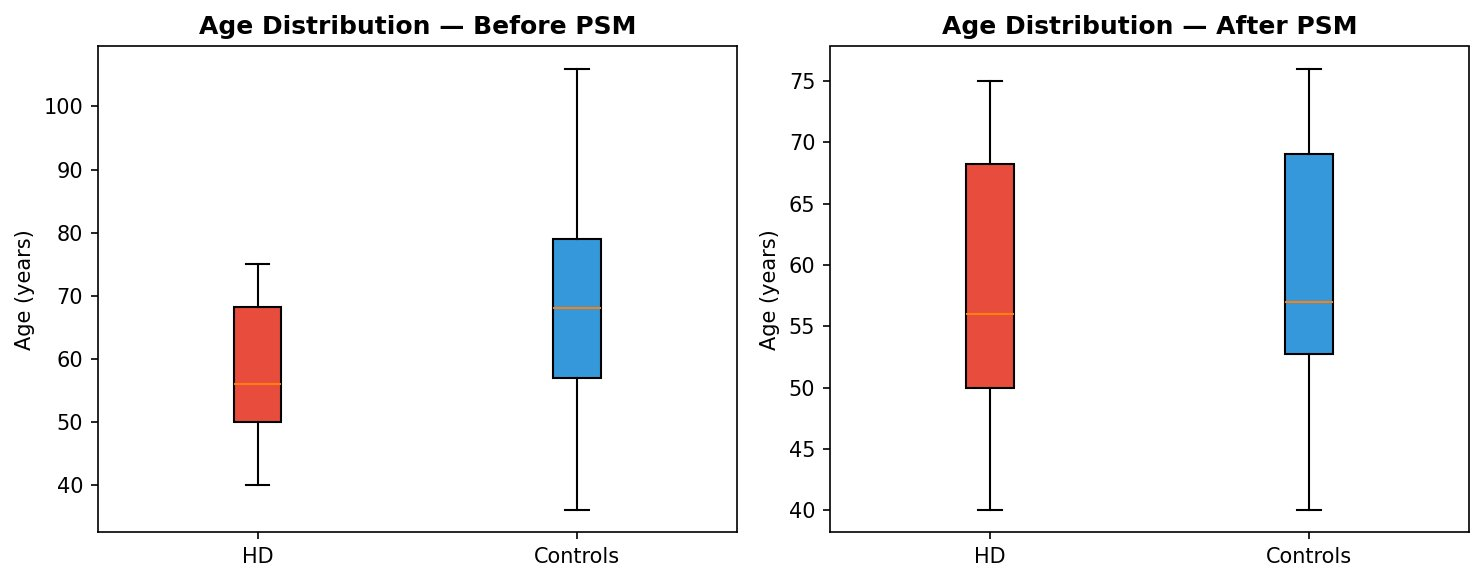 Age Distribution — Before PSM
Age (years)
100
90
80
70
60
50
40
HD
Controls
Age Distribution — After PSM
Age (years)
75
70
65
60
55
50
45
40
HD
Controls